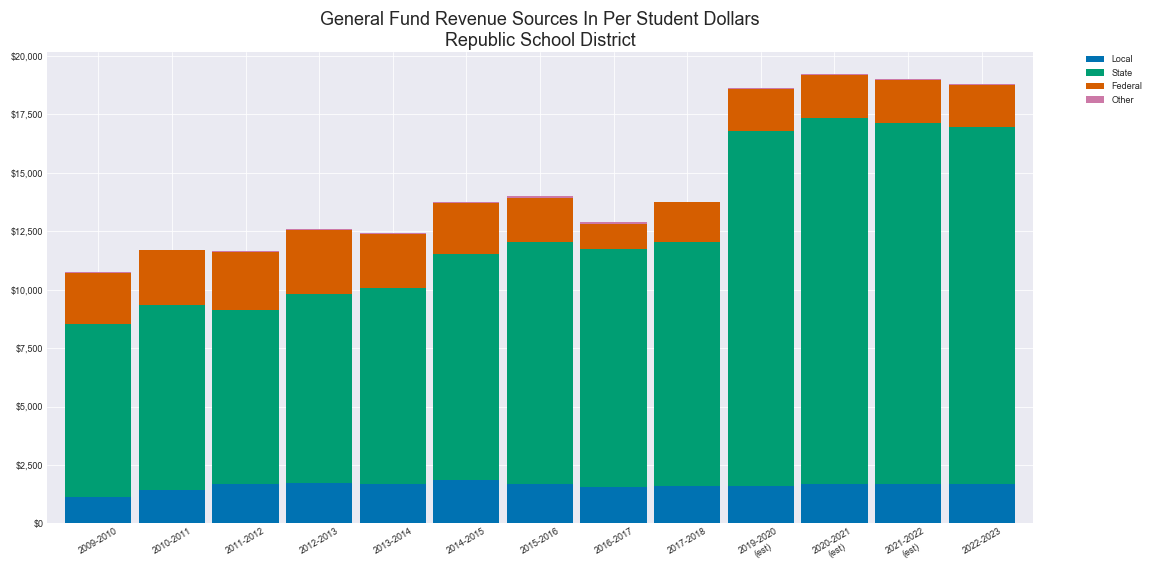 General Fund Revenue Sources In Per Student Dollars
Republic School District
Local
State
Federal
Other
$20,000
$17,500
$15,000
$12,500
$10,000
$7,500
$5,000
$2,500
$0
2009-2010
2010-2011
2011-2012
2012-2013
2013-2014
2014-2015
2015-2016
2016-2017
2017-2018
2019-2020
(est)
2020-2021
(est)
2021-2022
(est)
2022-2023